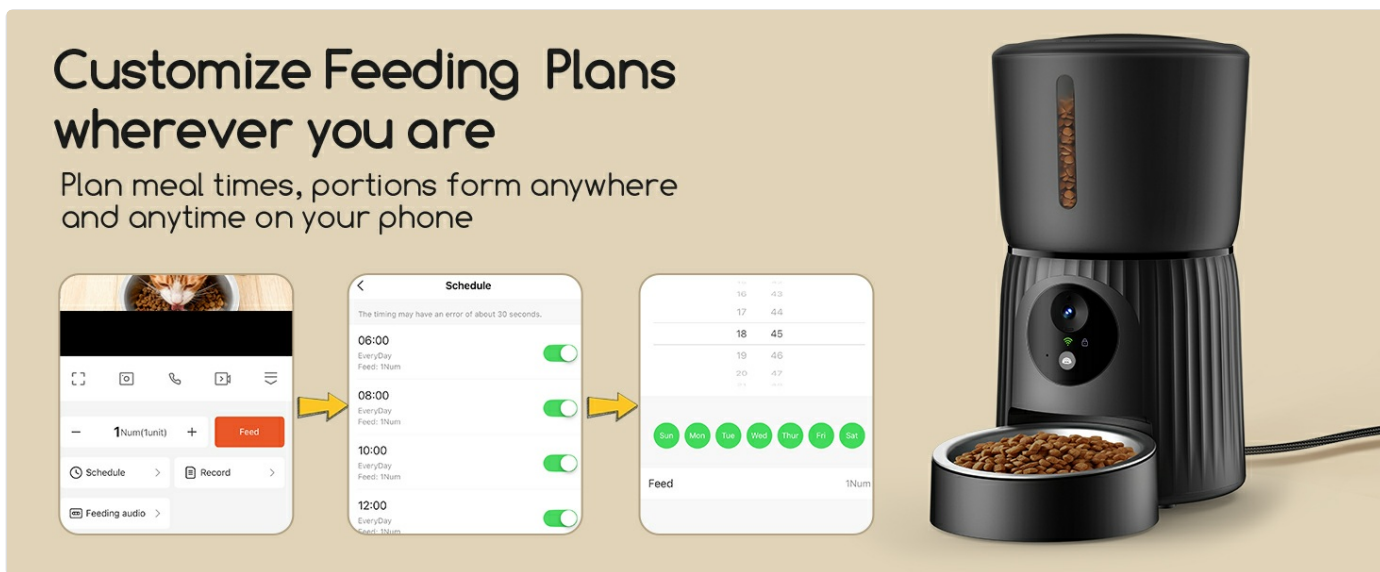 Customize Feeding Plans
wherever you are
Plan meal times, portions form anywhere
and anytime on your phone
1Num(1unit)
Feed
Schedule
Record
Feeding audio
Schedule
The timing may have an error of about 30 seconds.
06:00
EveryDay
Feed: 1Num
08:00
EveryDay
Feed: 1Num
10:00
EveryDay
Feed: 1Num
12:00
EveryDay
Feed: 1Num
16 43
17 44
18 45
19 46
20 47
Sun Mon Tue Wed Thur Fri Sat
Feed 1Num